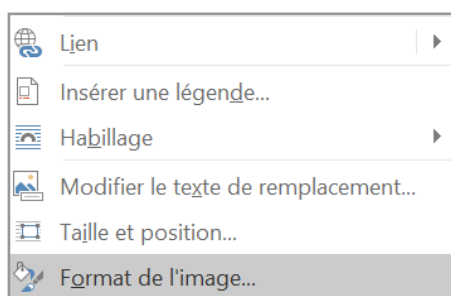 Lien
Insérer une légende...
Habillage
Modifier le texte de remplacement...
Taille et position...
Format de l'image...